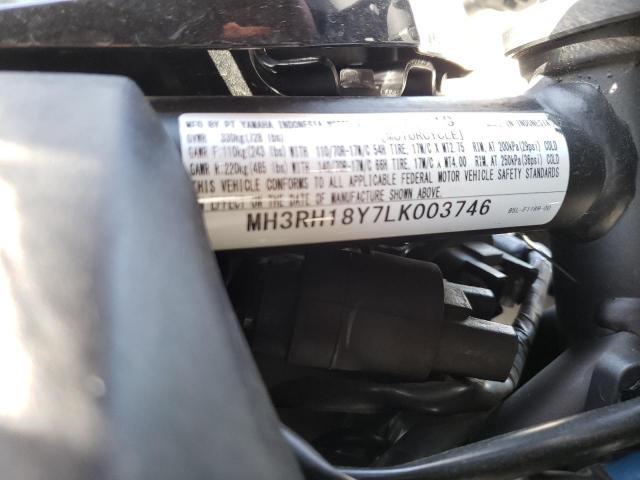 MFG BY PT YAMAHA INDONESIA IN INDONESIA
GVWR 330kg(728 lbs) [MOTORCYCLE]
GAWR F:110kg(243 lbs)WITH 110/70R-17M/C 54H TIRE, 17M/C x MT2.75 RIM, AT 200kPa(29psi) COLD
GAWR R:220kg(485 lbs)WITH 140/70R-17M/C 66H TIRE, 17M/C x MT4.00 RIM, AT 250kPa(36psi) COLD
THIS VEHICLE CONFORMS TO ALL APPLICABLE FEDERAL MOTOR VEHICLE SAFETY STANDARDS
IN EFFECT ON THE DATE OF MANUFACTURE SHOWN ABOVE.
MH3RH18Y7LK003746
B5L-F1189-00